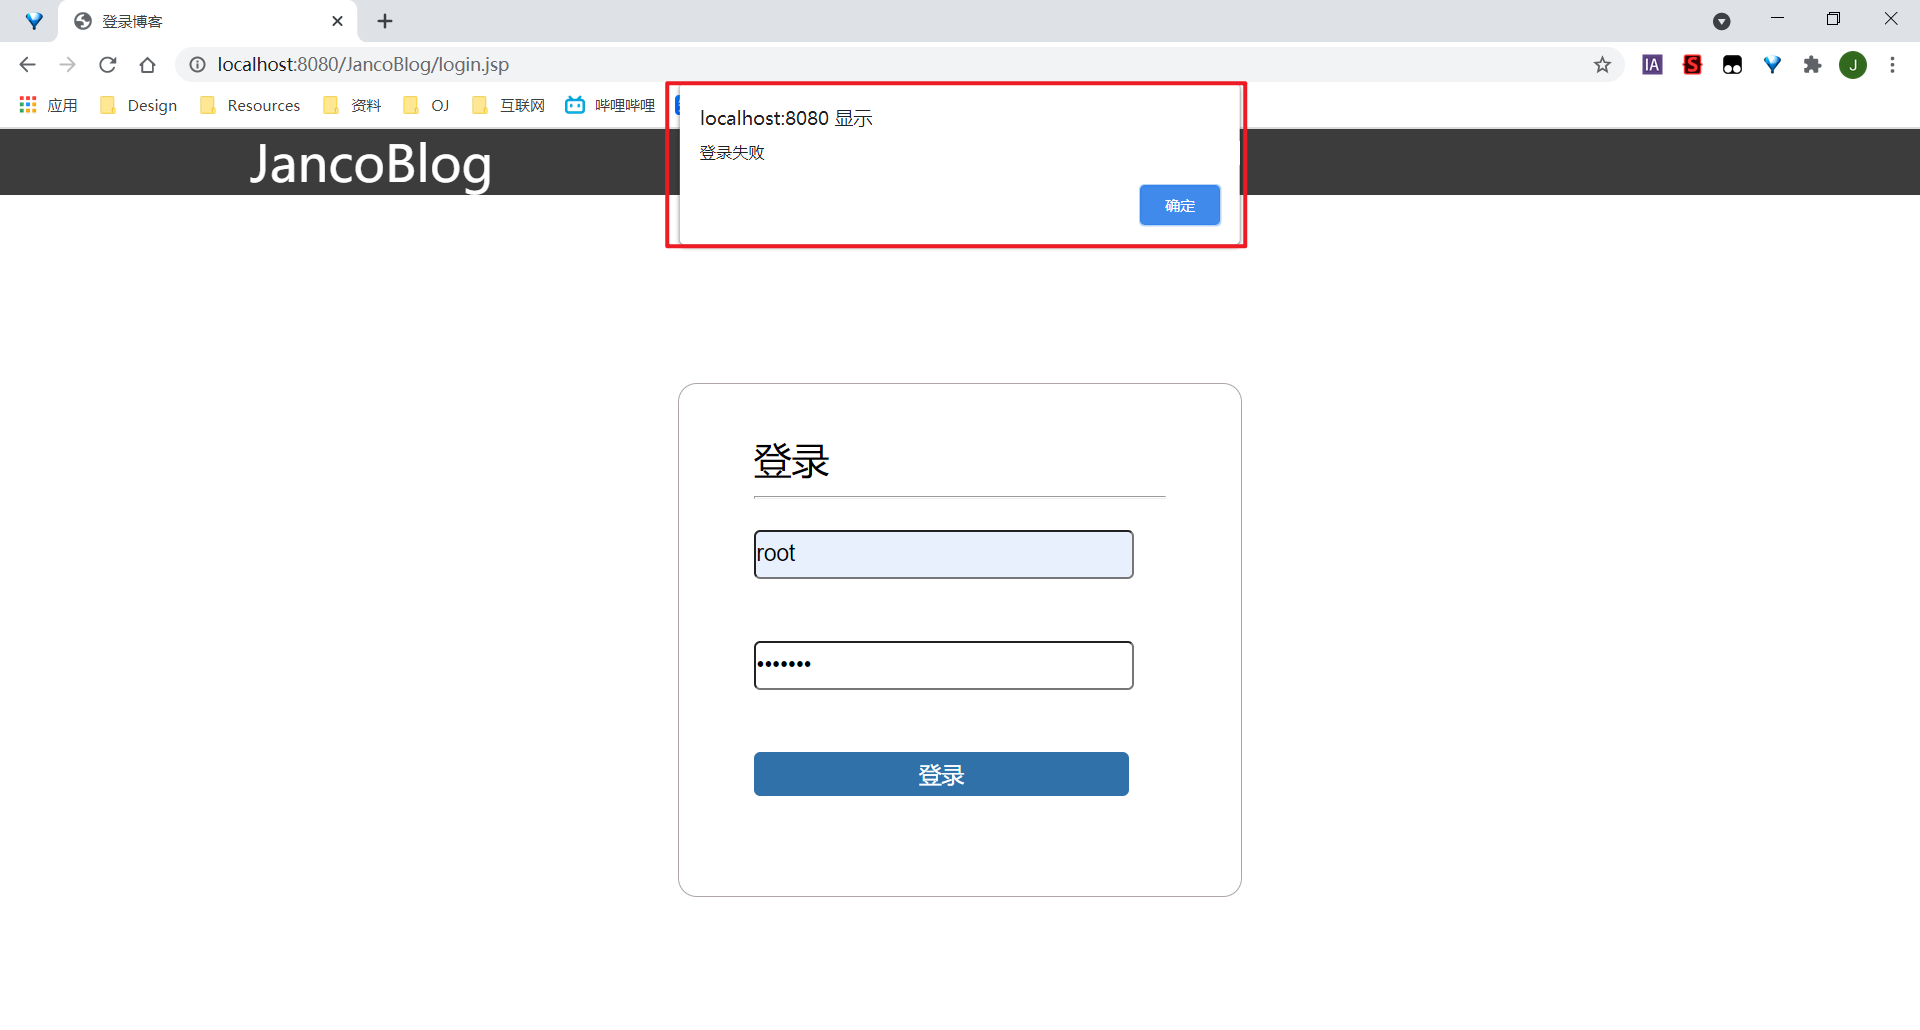 登录博客
localhost:8080/JancoBlog/login.jsp
IA
S
J
应用
Design
Resources
资料
OJ
互联网
哔哩哔哩
localhost:8080 显示
登录失败
确定
JancoBlog
登录
root
•••••••
登录